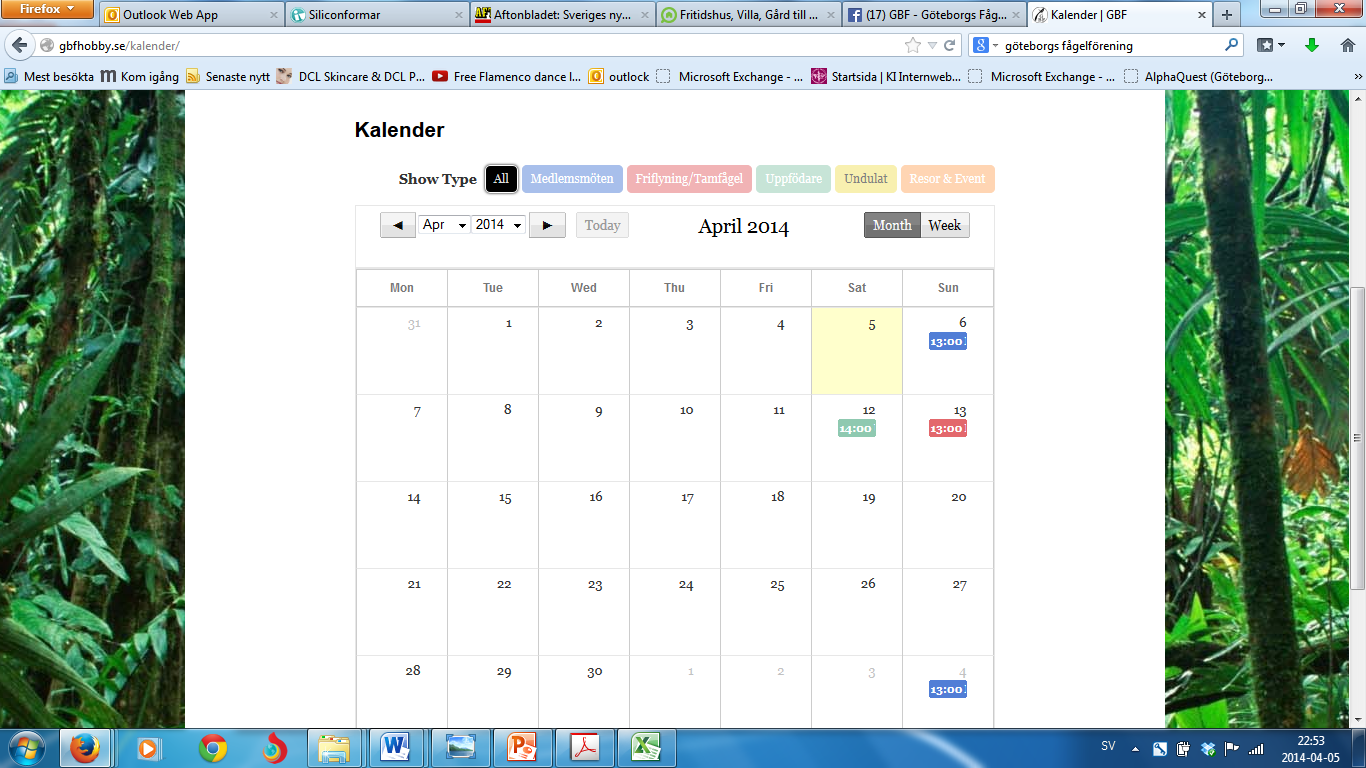 Firefox
Outlook Web App
Siliconformar
Aftonbladet: Sveriges ny...
Fritidshus, Villa, Gård till ...
(17) GBF - Göteborgs Fåg...
Kalender | GBF
gbfhobby.se/kalender/
göteborgs fågelförening
Mest besökta
Kom igång
Senaste nytt
DCL Skincare & DCL P...
Free Flamenco dance l...
outlock
Microsoft Exchange - ...
Startsida | KI Internweb...
Microsoft Exchange - ...
AlphaQuest (Göteborg...
Kalender
Show Type All Medlemsmöten Friflyning/Tamfågel Uppfödare Undulat Resor & Event
Apr 2014 Today April 2014 Month Week
Mon Tue Wed Thu Fri Sat Sun
31 1 2 3 4 5 6
13:00
7 8 9 10 11 12 13
14:00 13:00
14 15 16 17 18 19 20
21 22 23 24 25 26 27
28 29 30 1 2 3 4
13:00
SV
22:53
2014-04-05